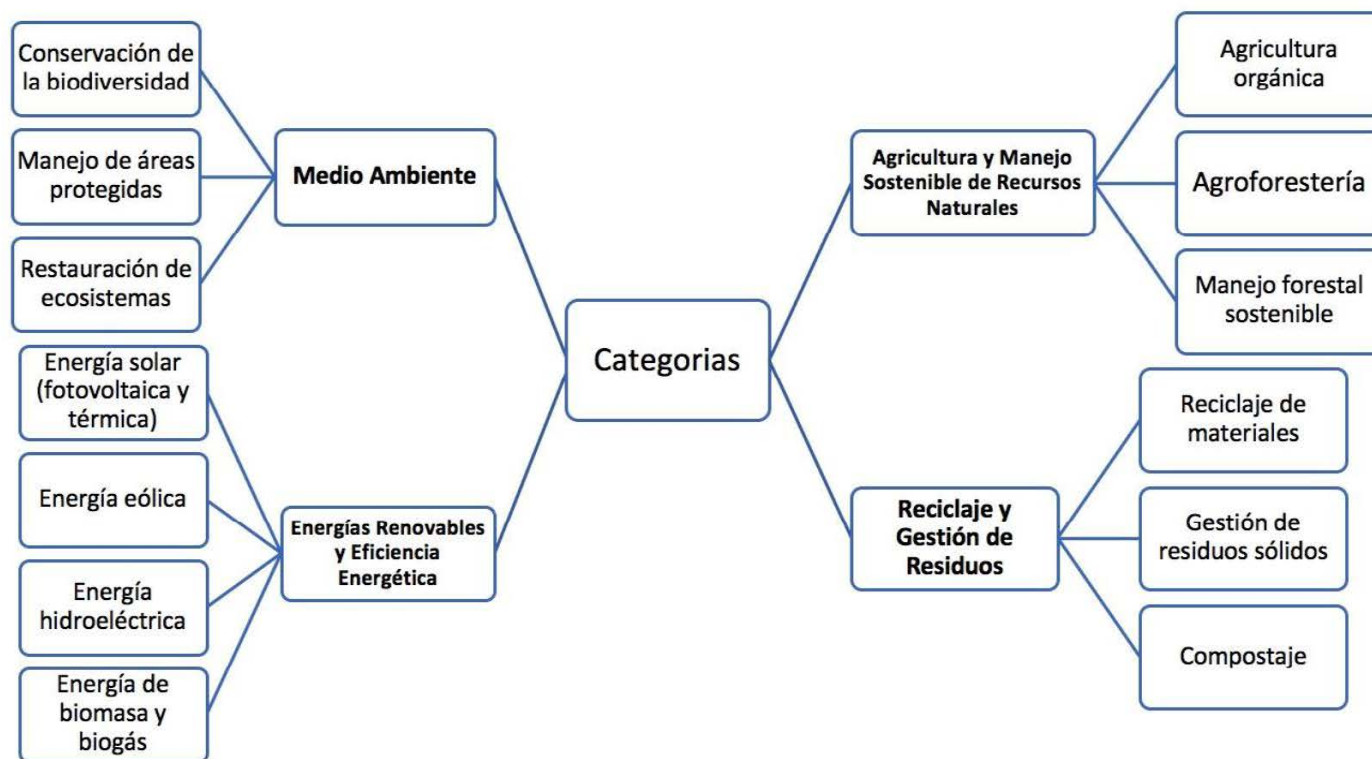 Conservación de
la biodiversidad
Manejo de áreas
protegidas
Restauración de
ecosistemas
Medio Ambiente
Energía solar
(fotovoltaica y
térmica)
Energía eólica
Energía
hidroeléctrica
Energía de
biomasa y
biogás
Energías Renovables
y Eficiencia
Energética
Categorias
Agricultura y Manejo
Sostenible de Recursos
Naturales
Agricultura
orgánica
Agroforestería
Manejo forestal
sostenible
Reciclaje y
Gestión de
Residuos
Reciclaje de
materiales
Gestión de
residuos sólidos
Compostaje